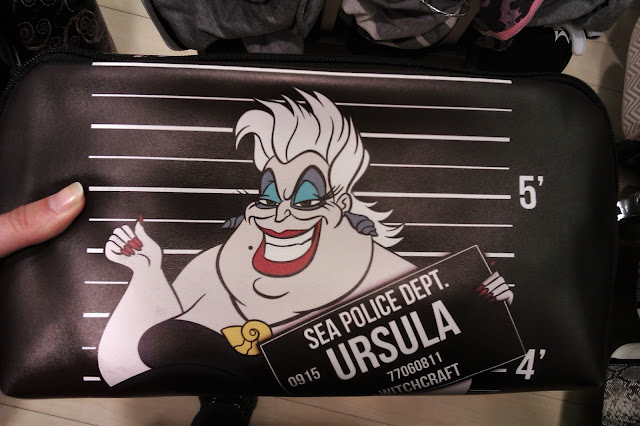 5'
SEA POLICE DEPT.
URSULA
0915 77060811
WITCHCRAFT
4'